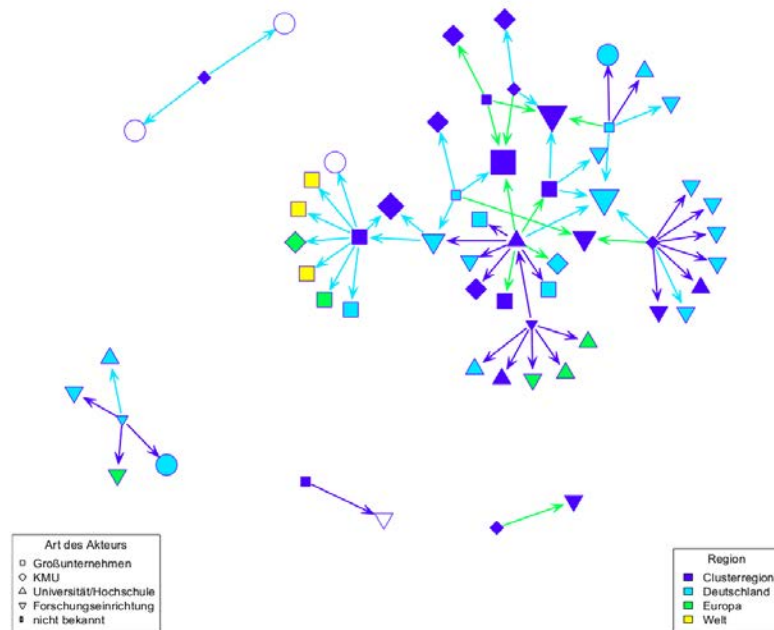 Art des Akteurs
Großunternehmen
KMU
Universität/Hochschule
Forschungseinrichtung
nicht bekannt
Region
Clusterregion
Deutschland
Europa
Welt